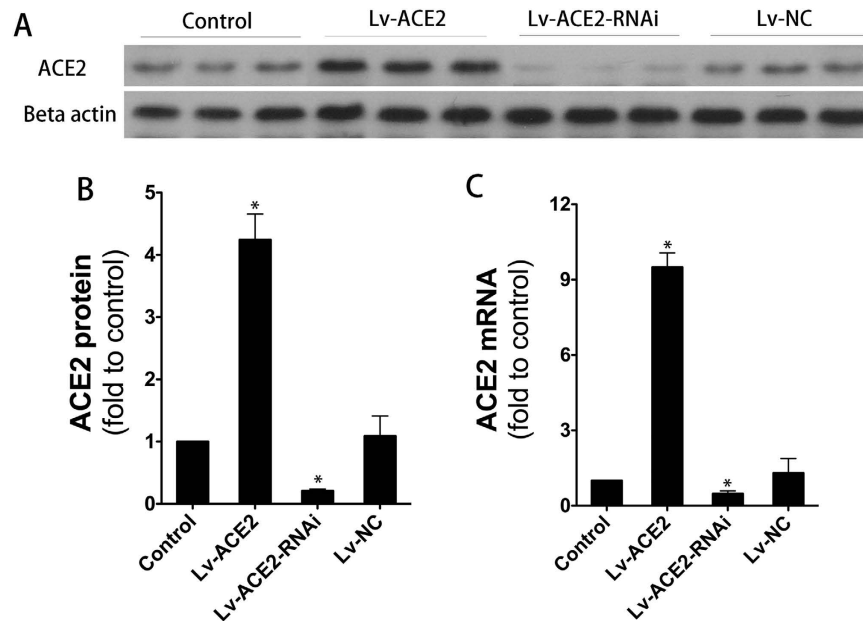 A
Control
Lv-ACE2
Lv-ACE2-RNAi
Lv-NC
ACE2
Beta actin
B
ACE2 protein
(fold to control)
5
4
3
2
1
0
*
*
Control
Lv-ACE2
Lv-ACE2-RNAi
Lv-NC
C
ACE2 mRNA
(fold to control)
12
9
6
3
0
*
*
Control
Lv-ACE2
Lv-ACE2-RNAi
Lv-NC